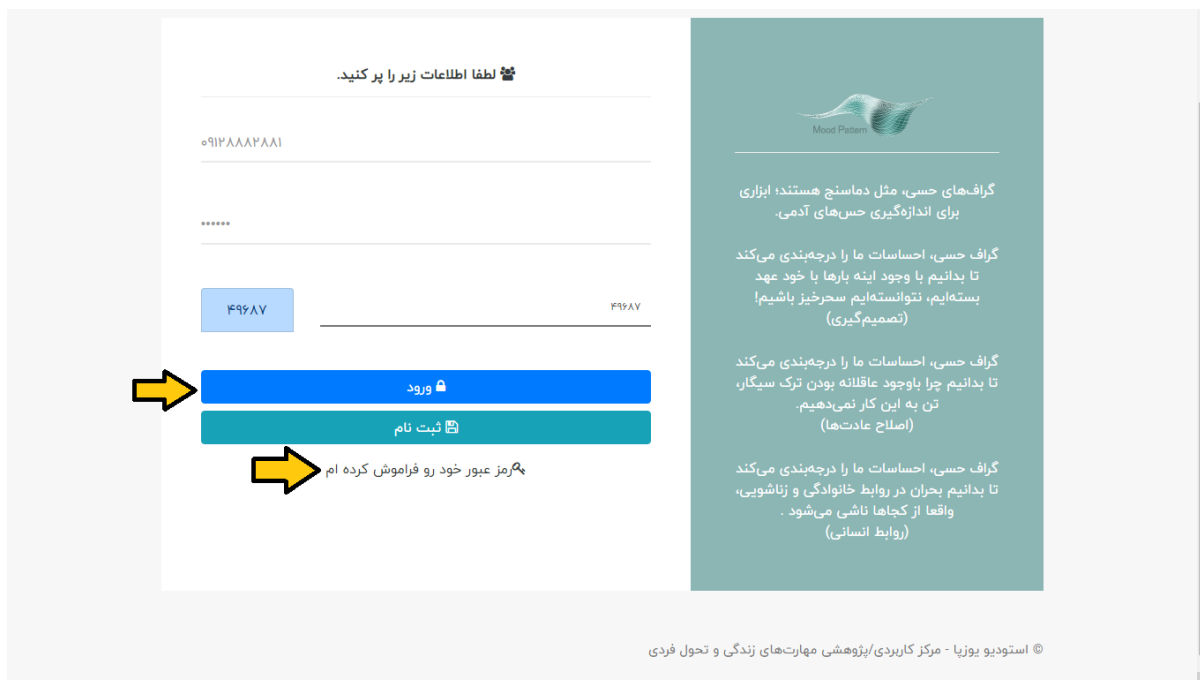 لطفا اطلاعات زیر را پر کنید.
۰۹۱۲۸۸۸۲۸۸۱
••••••
۴۹۶۸۷
۴۹۶۸۷
ورود
ثبت نام
رمز عبور خود رو فراموش کرده ام
Mood Pattern
گراف‌های حسی، مثل دماسنج هستند؛ ابزاری
برای اندازه‌گیری حس‌های آدمی.
گراف حسی، احساسات ما را درجه‌بندی می‌کند
تا بدانیم با وجود اینه بارها با خود عهد
بسته‌ایم، نتوانسته‌ایم سحرخیز باشیم!
(تصمیم‌گیری)
گراف حسی، احساسات ما را درجه‌بندی می‌کند
تا بدانیم چرا باوجود عاقلانه بودن ترک سیگار،
تن به این کار نمی‌دهیم.
(اصلاح عادت‌ها)
گراف حسی، احساسات ما را درجه‌بندی می‌کند
تا بدانیم بحران در روابط خانوادگی و زناشویی،
واقعا از کجاها ناشی می‌شود .
(روابط انسانی)
© استودیو یوزپا - مرکز کاربردی/پژوهشی مهارت‌های زندگی و تحول فردی